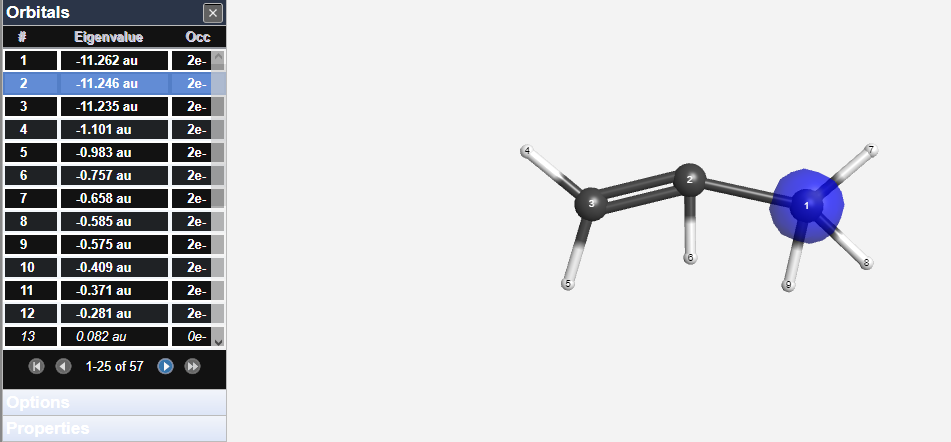 Orbitals
# Eigenvalue Occ
1 -11.262 au 2e-
2 -11.246 au 2e-
3 -11.235 au 2e-
4 -1.101 au 2e-
5 -0.983 au 2e-
6 -0.757 au 2e-
7 -0.658 au 2e-
8 -0.585 au 2e-
9 -0.575 au 2e-
10 -0.409 au 2e-
11 -0.371 au 2e-
12 -0.281 au 2e-
13 0.082 au 0e-
1-25 of 57
Options
Properties
4
7
2
3
1
6
8
5
9